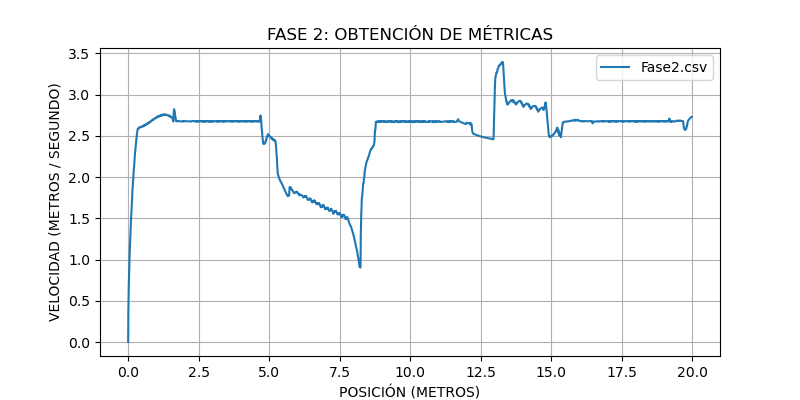 FASE 2: OBTENCIÓN DE MÉTRICAS
Fase2.csv
VELOCIDAD (METROS / SEGUNDO)
3.5
3.0
2.5
2.0
1.5
1.0
0.5
0.0
0.0 2.5 5.0 7.5 10.0 12.5 15.0 17.5 20.0
POSICIÓN (METROS)